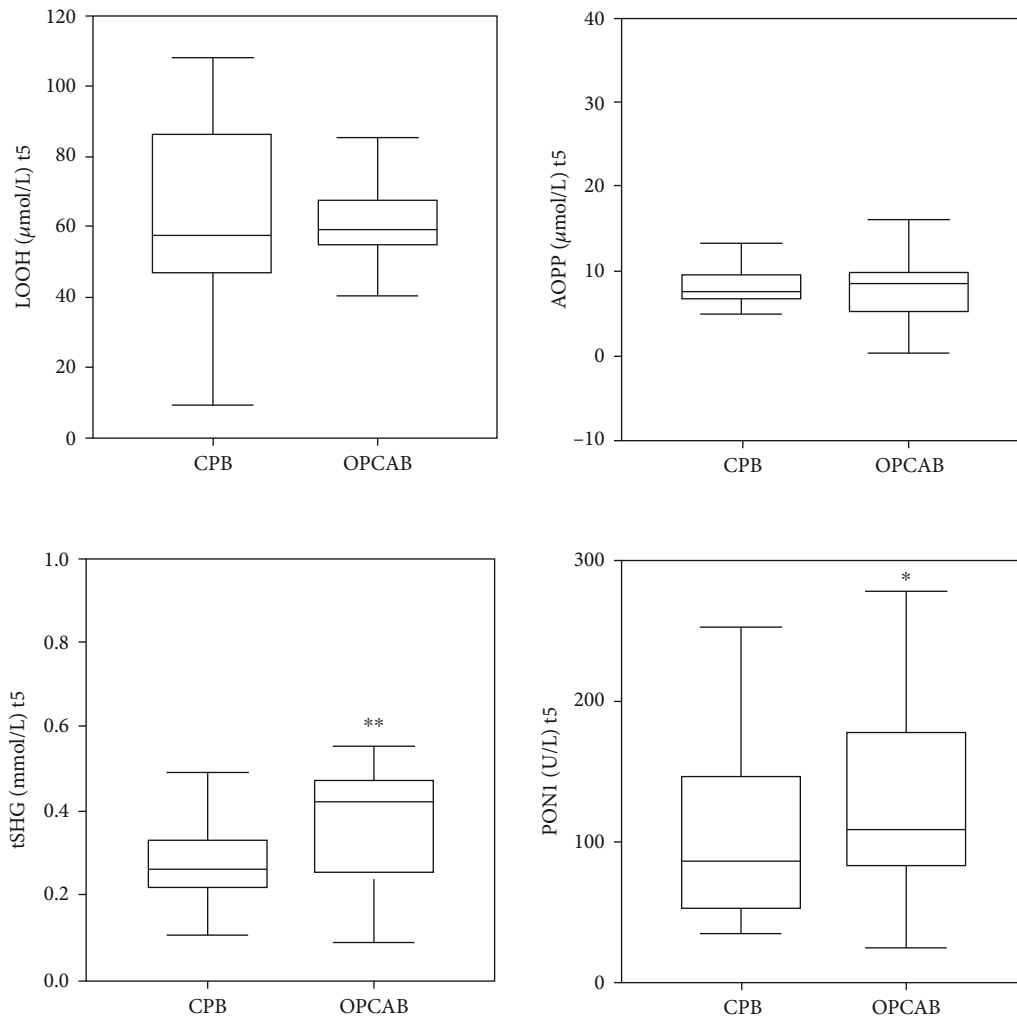 LOOH (μmol/L) t5
120
100
80
60
40
20
0
CPB
OPCAB
AOPP (μmol/L) t5
40
30
20
10
0
–10
CPB
OPCAB
tSHG (mmol/L) t5
1.0
0.8
0.6
0.4
0.2
0.0
**
CPB
OPCAB
PON1 (U/L) t5
300
200
100
0
*
CPB
OPCAB